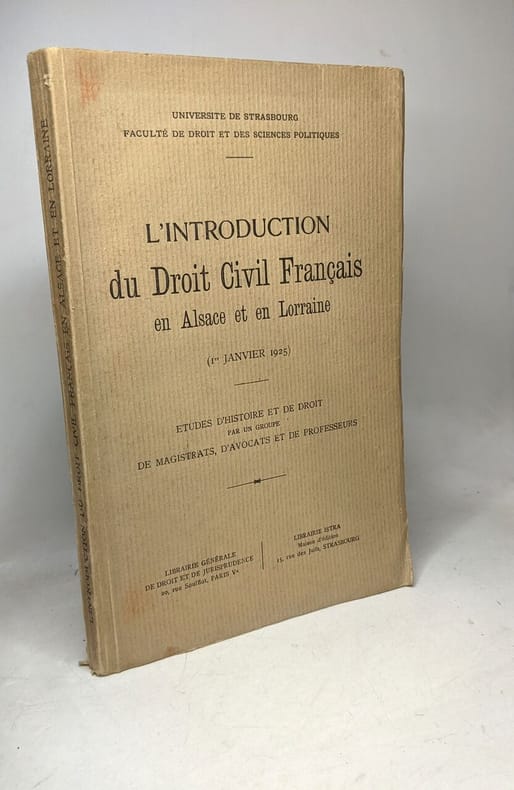 UNIVERSITE DE STRASBOURG
FACULTÉ DE DROIT ET DES SCIENCES POLITIQUES
L'INTRODUCTION
du Droit Civil Français
en Alsace et en Lorraine
(1er JANVIER 1925)
ETUDES D'HISTOIRE ET DE DROIT
PAR UN GROUPE
DE MAGISTRATS, D'AVOCATS ET DE PROFESSEURS
LIBRAIRIE GÉNÉRALE
DE DROIT ET DE JURISPRUDENCE
20, rue Soufflot, PARIS Ve
LIBRAIRIE ISTRA
Maison d'édition
15, rue des Juifs, STRASBOURG
L'INTRODUCTION DU DROIT CIVIL FRANÇAIS EN ALSACE ET EN LORRAINE